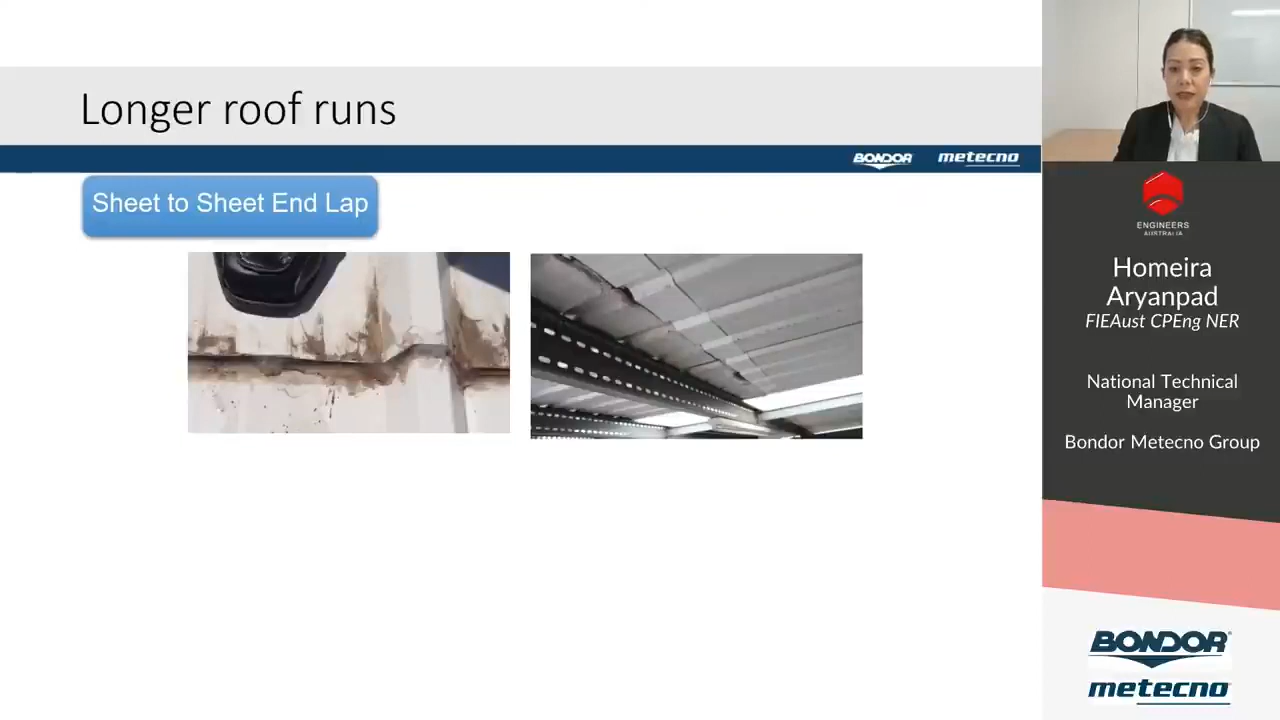 Longer roof runs
BONDOR metecno
Sheet to Sheet End Lap
ENGINEERS
AUSTRALIA
Homeira
Aryanpad
FIEAust CPEng NER
National Technical
Manager
Bondor Metecno Group
BONDOR
metecno